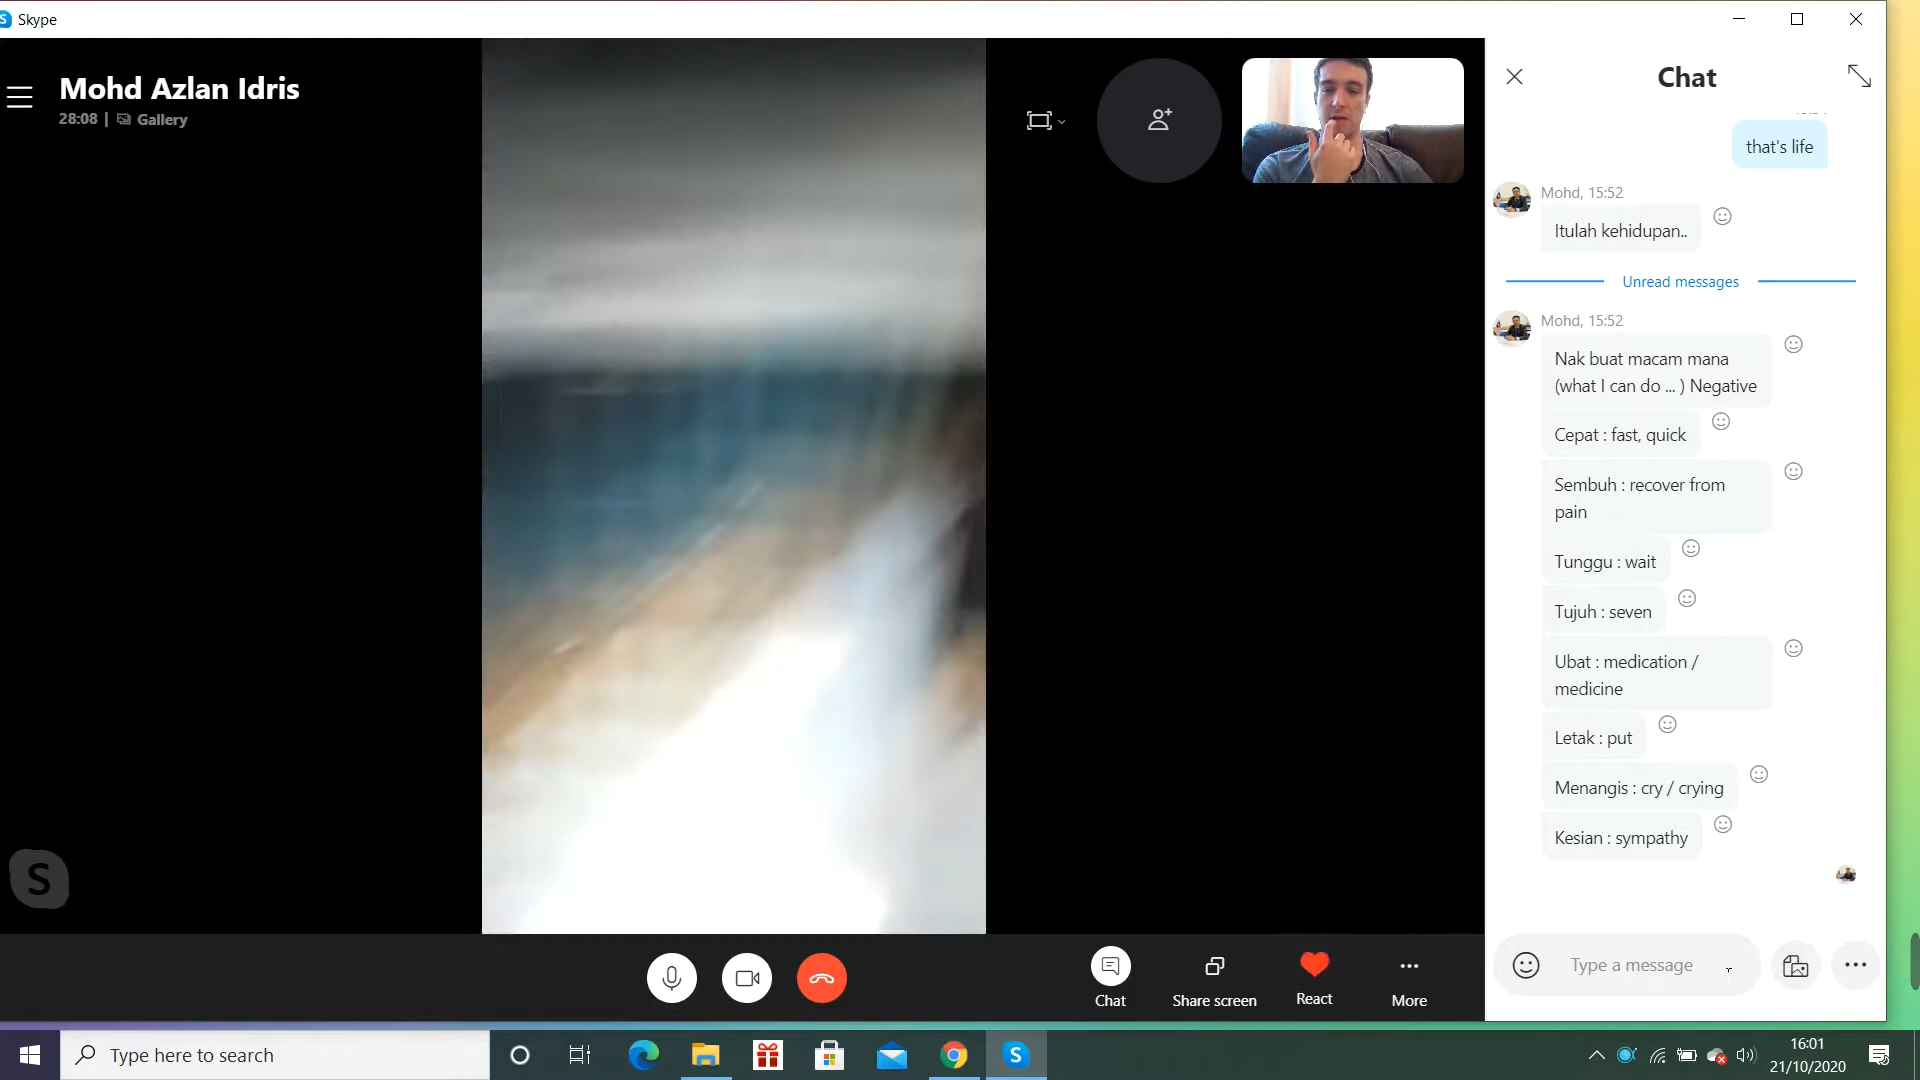 Skype
Mohd Azlan Idris
28:08 | Gallery
S
Chat
Share screen
React
More
Chat
that's life
Mohd, 15:52
Itulah kehidupan..
Unread messages
Mohd, 15:52
Nak buat macam mana
(what I can do ... ) Negative
Cepat : fast, quick
Sembuh : recover from
pain
Tunggu : wait
Tujuh : seven
Ubat : medication /
medicine
Letak : put
Menangis : cry / crying
Kesian : sympathy
Type a message
Type here to search
16:01
21/10/2020